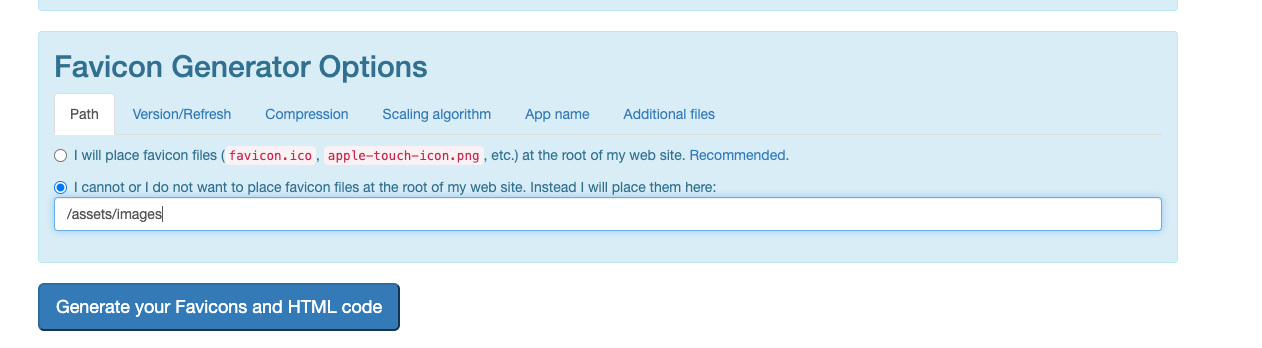 Favicon Generator Options
Path Version/Refresh Compression Scaling algorithm App name Additional files
I will place favicon files ( favicon.ico , apple-touch-icon.png , etc.) at the root of my web site. Recommended.
I cannot or I do not want to place favicon files at the root of my web site. Instead I will place them here:
/assets/images
Generate your Favicons and HTML code